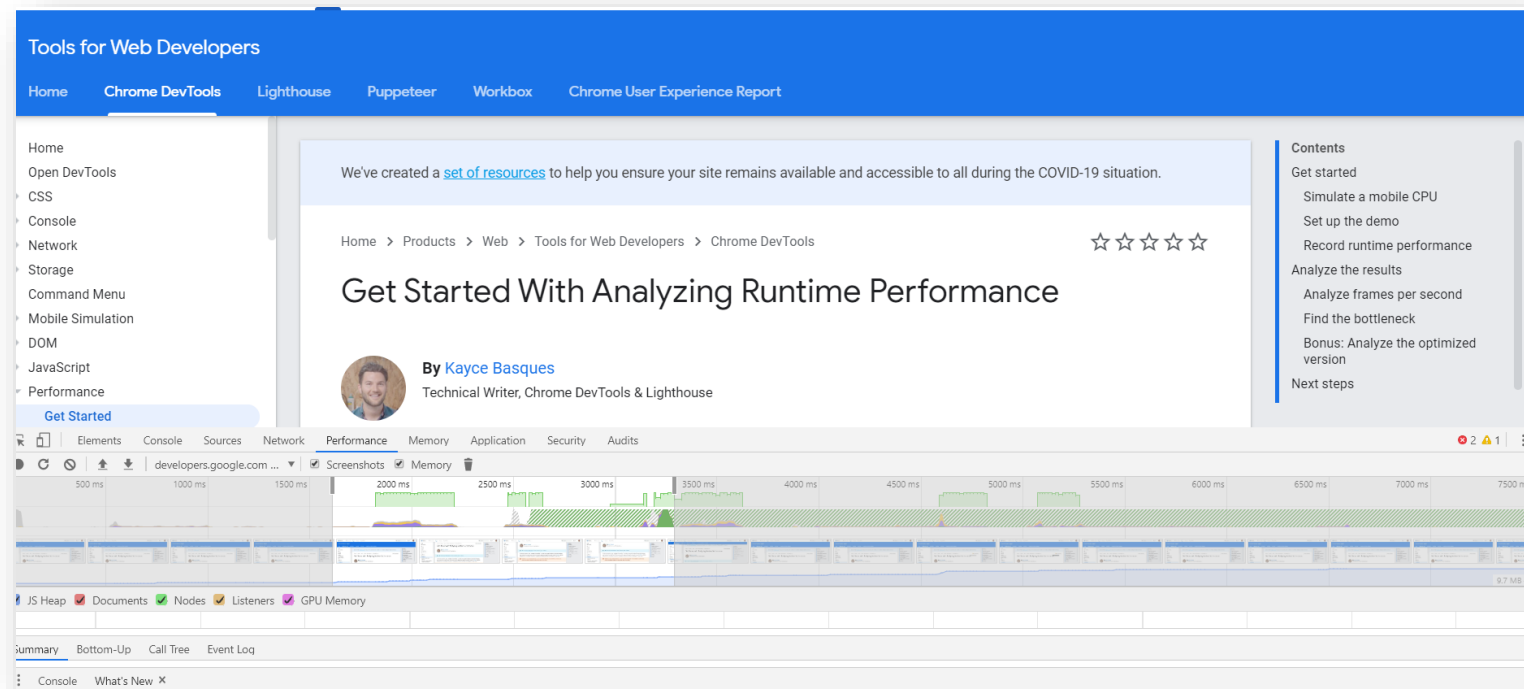 Tools for Web Developers
Home Chrome DevTools Lighthouse Puppeteer Workbox Chrome User Experience Report
Home
Open DevTools
CSS
Console
Network
Storage
Command Menu
Mobile Simulation
DOM
JavaScript
Performance
Get Started
We've created a set of resources to help you ensure your site remains available and accessible to all during the COVID-19 situation.
Home > Products > Web > Tools for Web Developers > Chrome DevTools
Get Started With Analyzing Runtime Performance
By Kayce Basques
Technical Writer, Chrome DevTools & Lighthouse
Contents
Get started
Simulate a mobile CPU
Set up the demo
Record runtime performance
Analyze the results
Analyze frames per second
Find the bottleneck
Bonus: Analyze the optimized
version
Next steps
Elements Console Sources Network Performance Memory Application Security Audits 2 1
developers.google.com ... Screenshots Memory
500 ms 1000 ms 1500 ms 2000 ms 2500 ms 3000 ms 3500 ms 4000 ms 4500 ms 5000 ms 5500 ms 6000 ms 6500 ms 7000 ms 7500 m
9.7 MB
JS Heap Documents Nodes Listeners GPU Memory
Summary Bottom-Up Call Tree Event Log
Console What's New ×